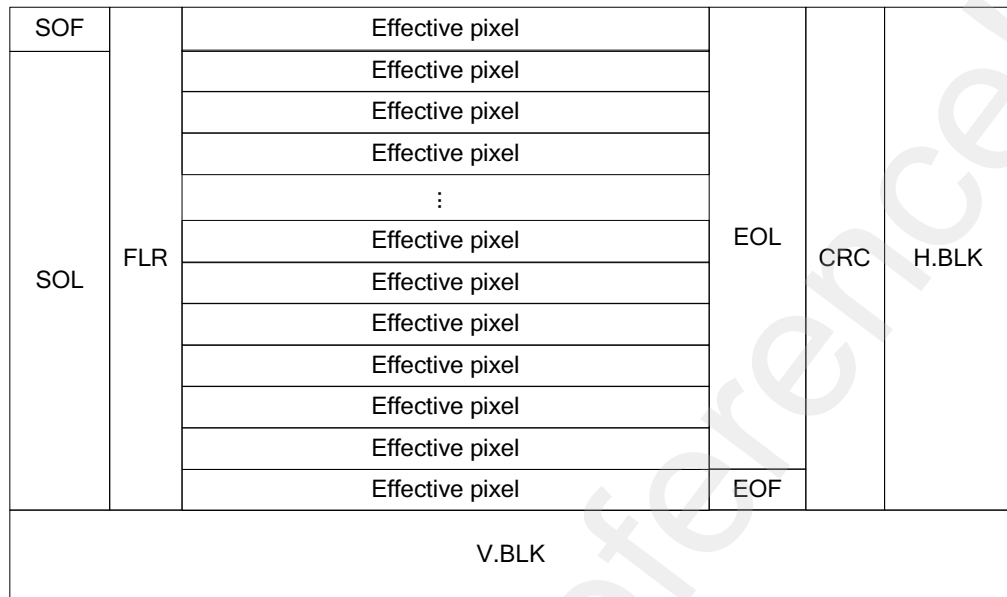 SOF Effective pixel
Effective pixel
Effective pixel
Effective pixel
⋮
Effective pixel EOL
FLR CRC H.BLK
SOL Effective pixel
Effective pixel
Effective pixel
Effective pixel
Effective pixel
Effective pixel EOF
V.BLK